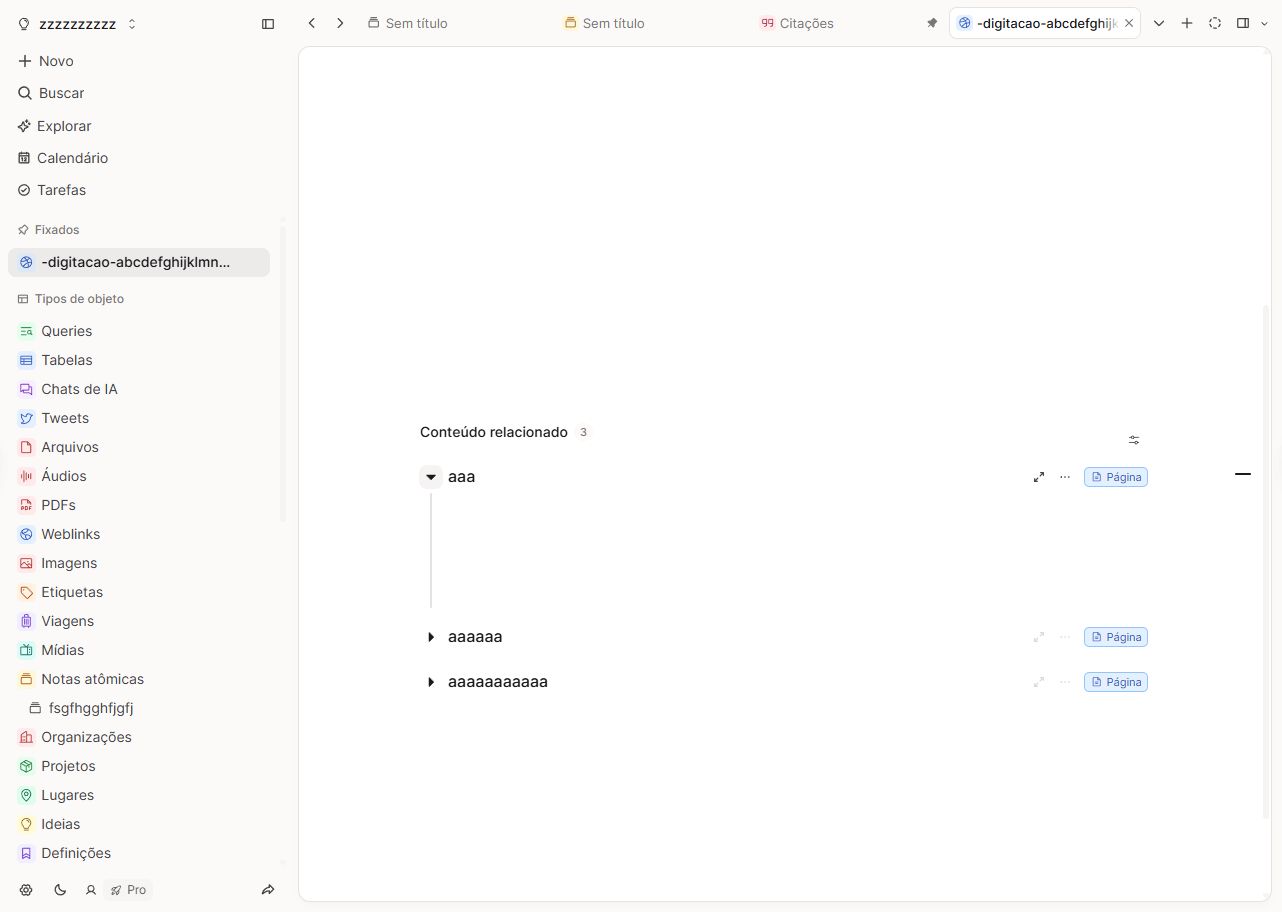 zzzzzzzzzz
Novo
Buscar
Explorar
Calendário
Tarefas
Fixados
-digitacao-abcdefghijklmn...
Tipos de objeto
Queries
Tabelas
Chats de IA
Tweets
Arquivos
Áudios
PDFs
Weblinks
Imagens
Etiquetas
Viagens
Mídias
Notas atômicas
fsgfhgghfjgfj
Organizações
Projetos
Lugares
Ideias
Definições
Pro
Sem título
Sem título
Citações
-digitacao-abcdefghijk
Conteúdo relacionado 3
aaa
Página
aaaaaa
Página
aaaaaaaaaaa
Página